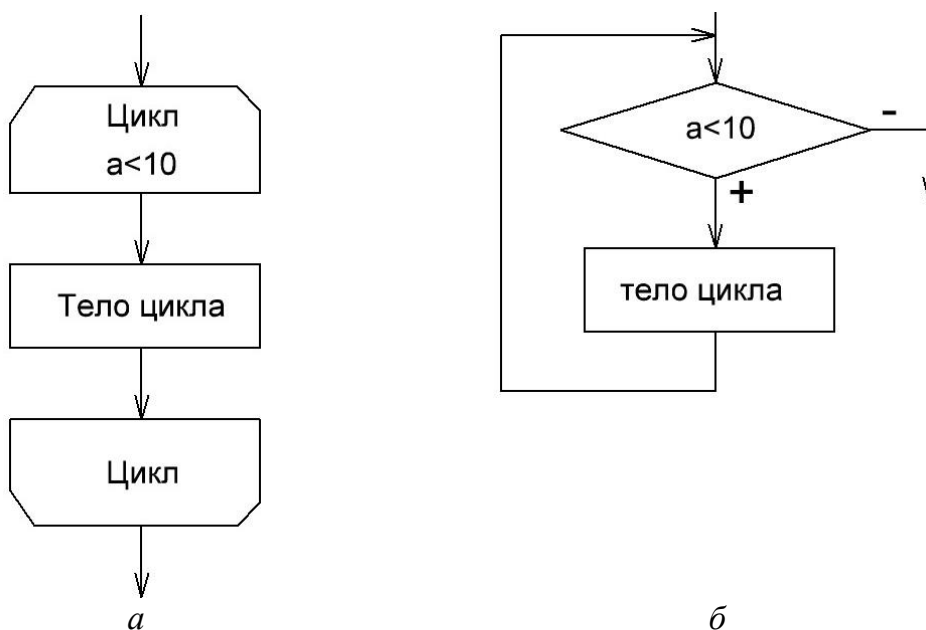 Цикл
a<10
Тело цикла
Цикл
а
a<10
-
+
тело цикла
б